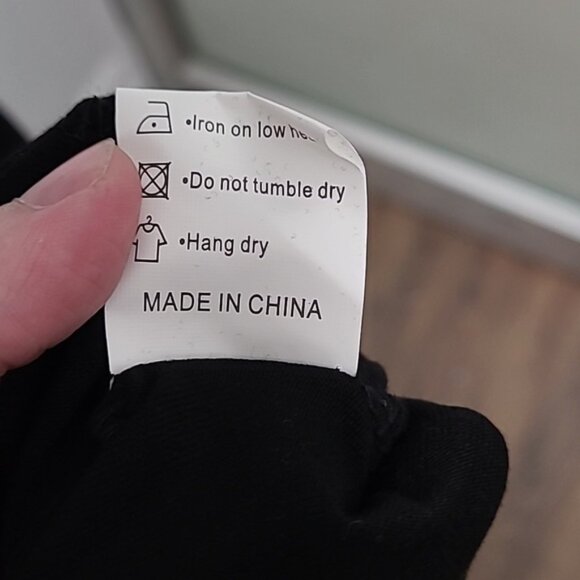 •Iron on low
•Do not tumble dry
•Hang dry
MADE IN CHINA